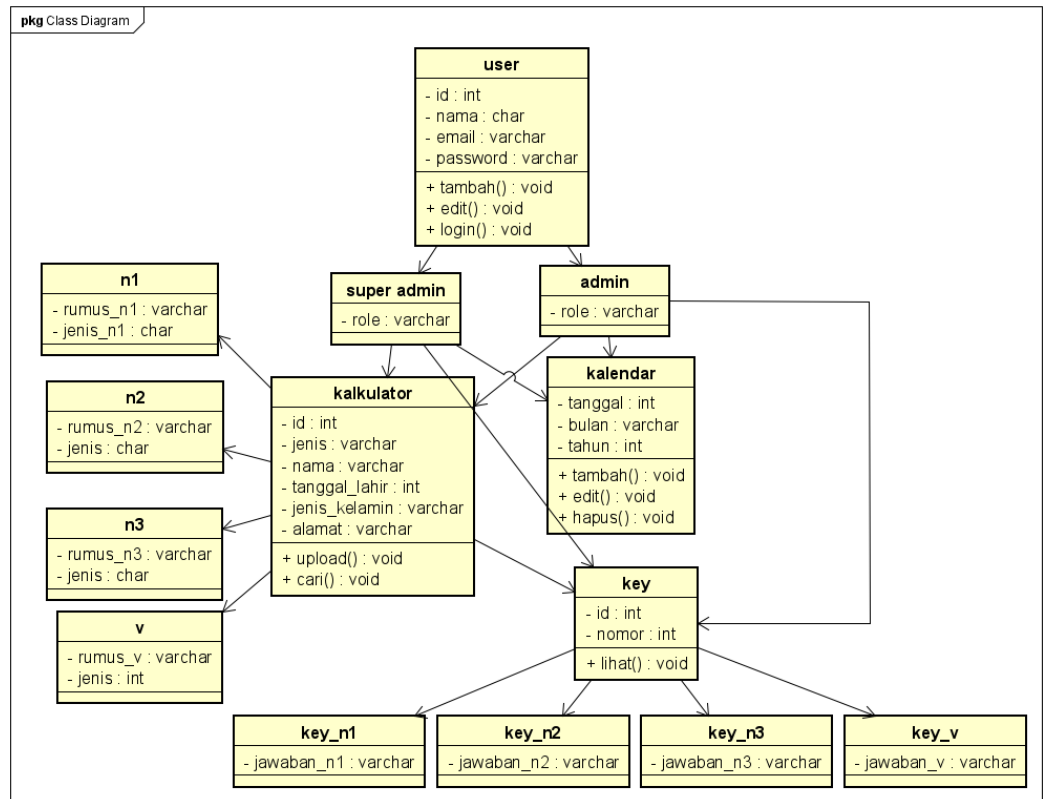 pkg Class Diagram
user
- id : int
- nama : char
- email : varchar
- password : varchar
+ tambah() : void
+ edit() : void
+ login() : void
super admin
- role : varchar
admin
- role : varchar
n1
- rumus_n1 : varchar
- jenis_n1 : char
n2
- rumus_n2 : varchar
- jenis : char
n3
- rumus_n3 : varchar
- jenis : char
v
- rumus_v : varchar
- jenis : int
kalkulator
- id : int
- jenis : varchar
- nama : varchar
- tanggal_lahir : int
- jenis_kelamin : varchar
- alamat : varchar
+ upload() : void
+ cari() : void
kalendar
- tanggal : int
- bulan : varchar
- tahun : int
+ tambah() : void
+ edit() : void
+ hapus() : void
key
- id : int
- nomor : int
+ lihat() : void
key_n1
- jawaban_n1 : varchar
key_n2
- jawaban_n2 : varchar
key_n3
- jawaban_n3 : varchar
key_v
- jawaban_v : varchar